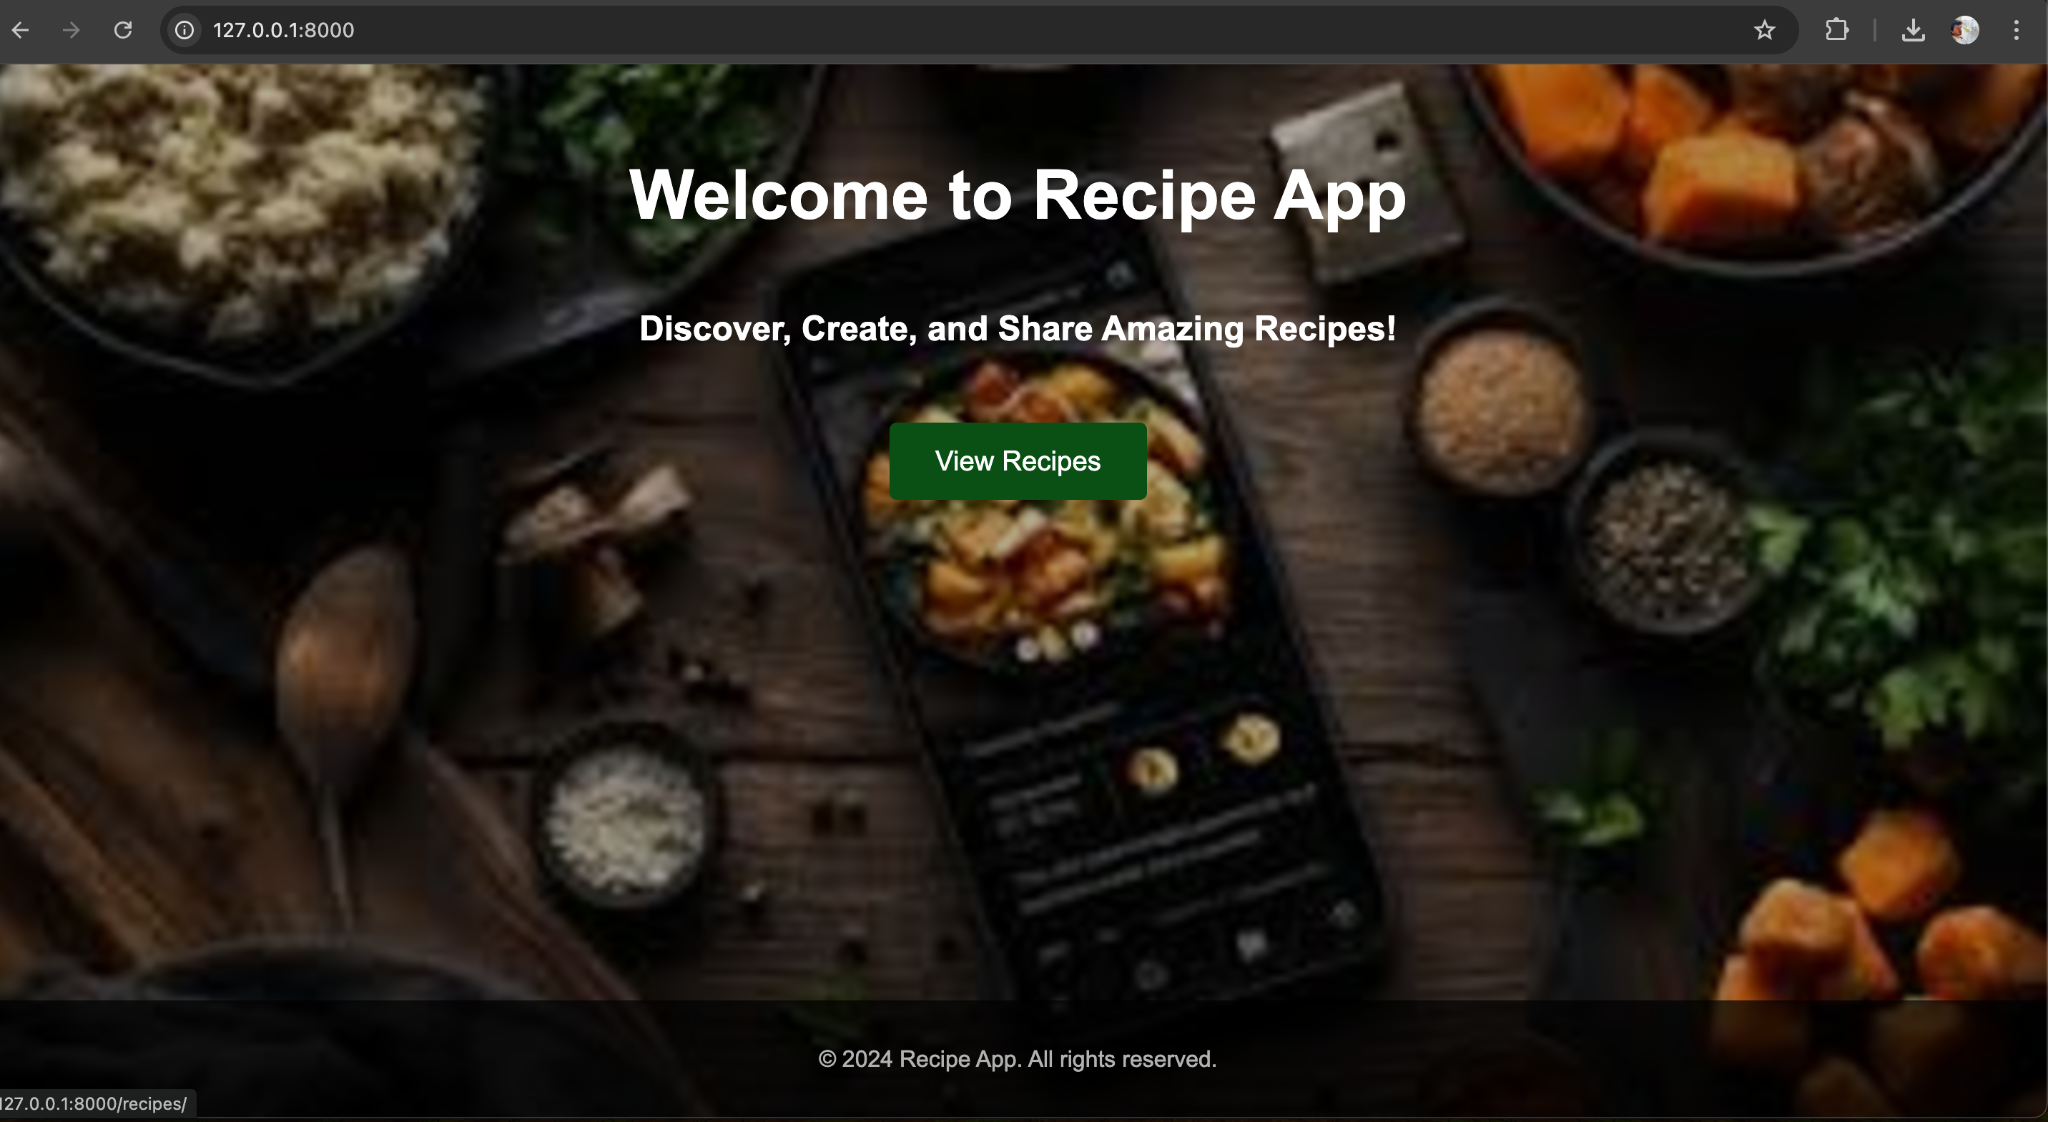 127.0.0.1:8000
Welcome to Recipe App
Discover, Create, and Share Amazing Recipes!
View Recipes
© 2024 Recipe App. All rights reserved.
127.0.0.1:8000/recipes/